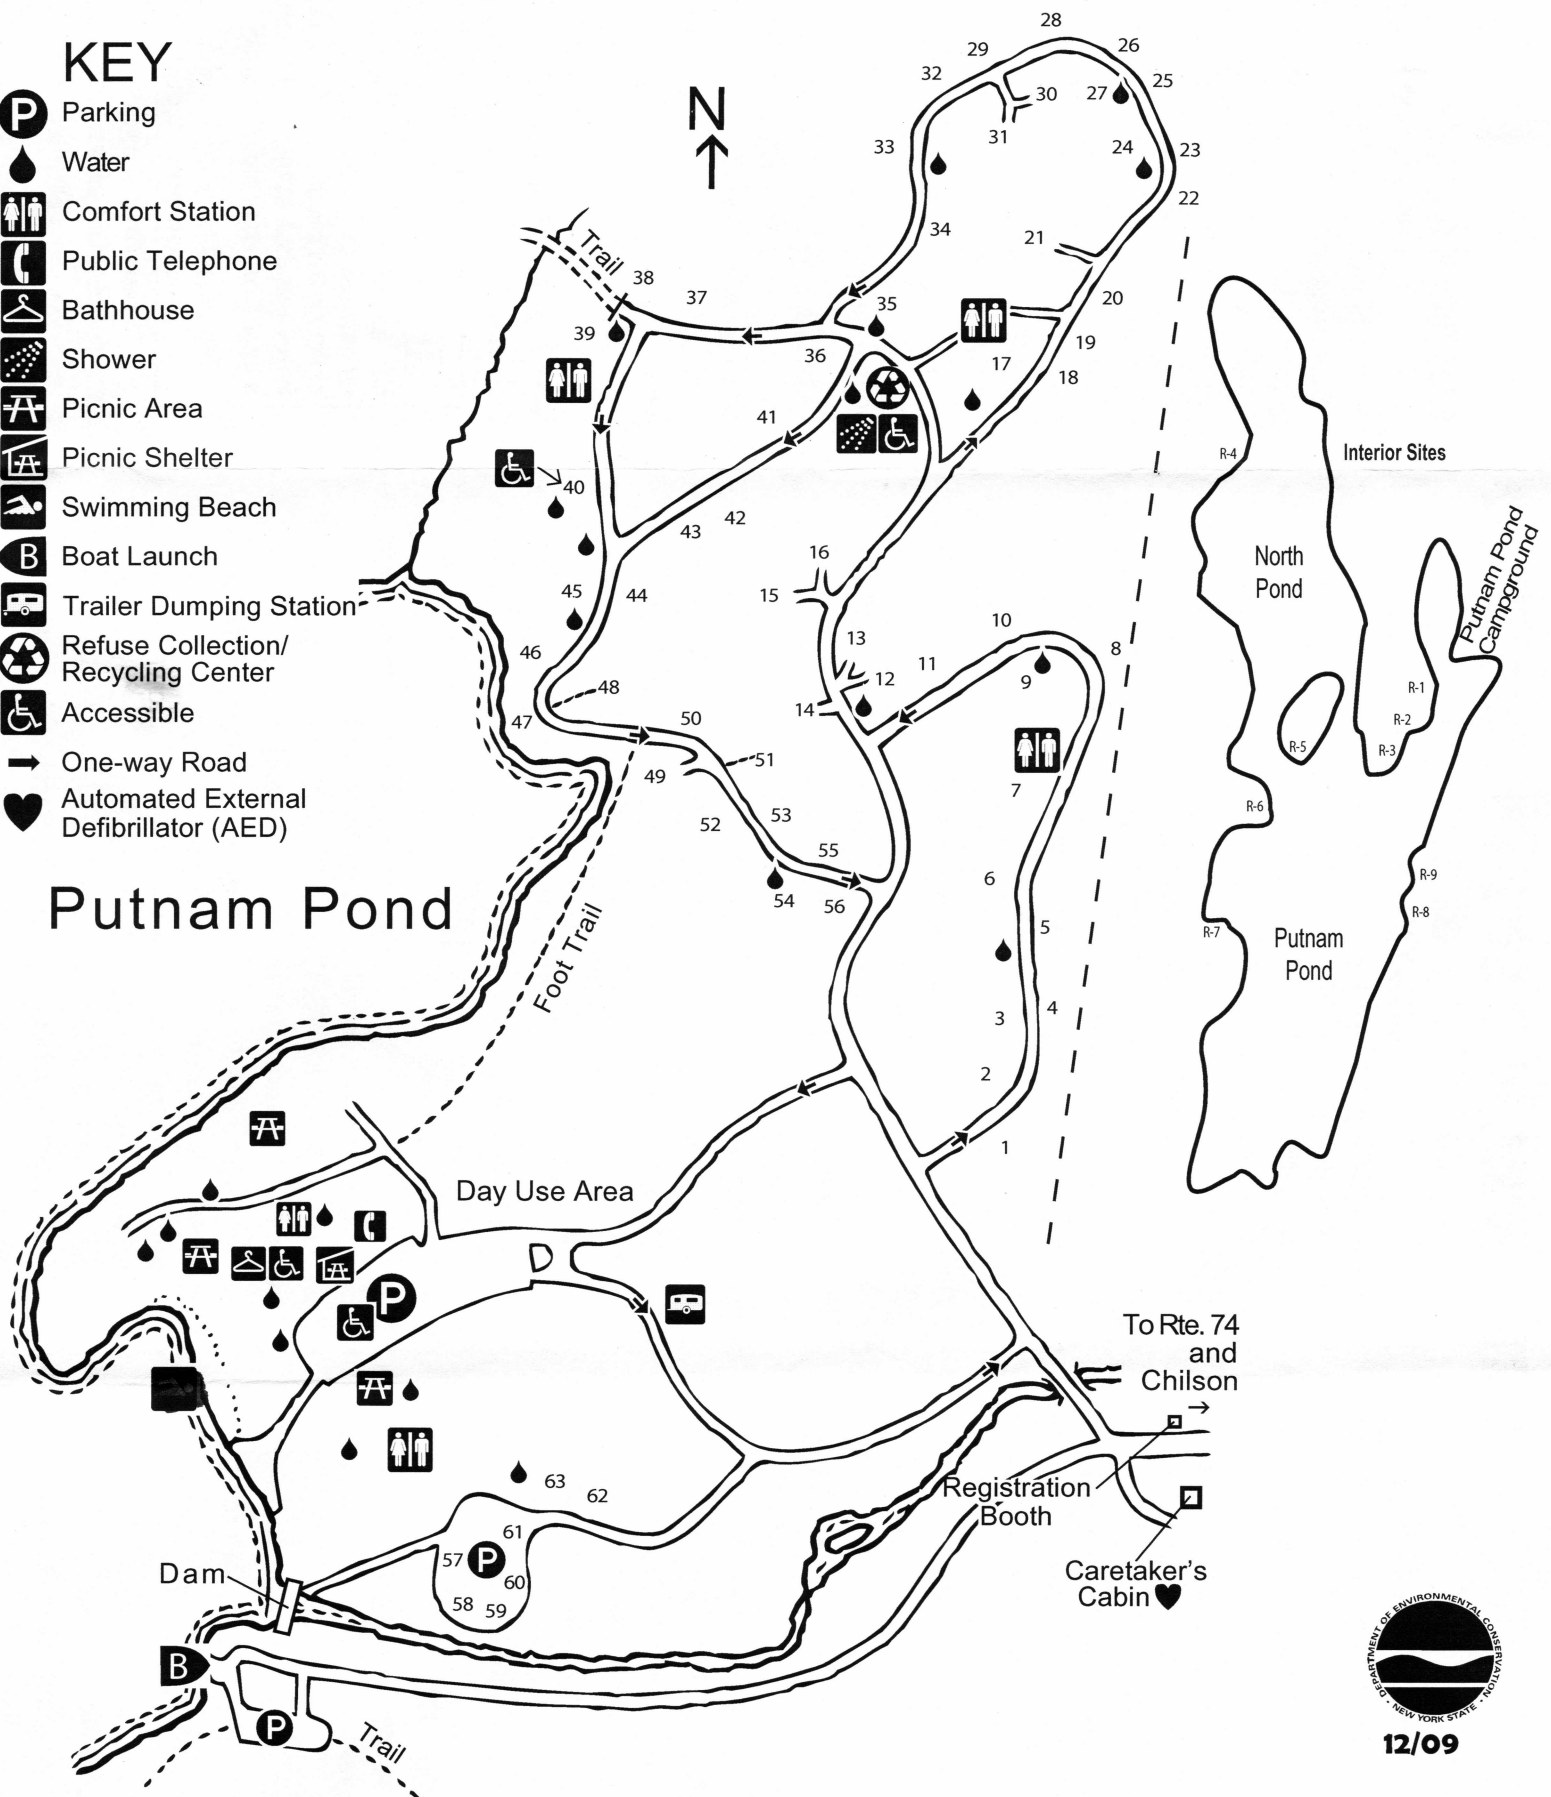 KEY
P Parking
Water
Comfort Station
Public Telephone
Bathhouse
Shower
Picnic Area
Picnic Shelter
Swimming Beach
B Boat Launch
Trailer Dumping Station
Refuse Collection/
Recycling Center
Accessible
One-way Road
Automated External
Defibrillator (AED)
N
28
29
26
32
25
30
27
31
33
24
23
22
34
21
Trail
38
37
20
35
39
36
19
17
18
41
40
43
42
16
15
45
44
13
10
46
11
8
12
9
48
14
47
50
51
49
7
53
52
55
6
54
56
5
Putnam Pond
Foot Trail
4
3
2
1
Interior Sites
R-4
North
Pond
Putnam Pond
Campground
R-1
R-2
R-3
R-5
R-6
R-9
R-8
R-7
Putnam
Pond
Day Use Area
P
To Rte. 74
and
Chilson
Registration
Booth
Caretaker's
Cabin
63
62
61
57
P
60
58
59
Dam
B
P
Trail
DEPARTMENT OF ENVIRONMENTAL CONSERVATION
NEW YORK STATE
12/09